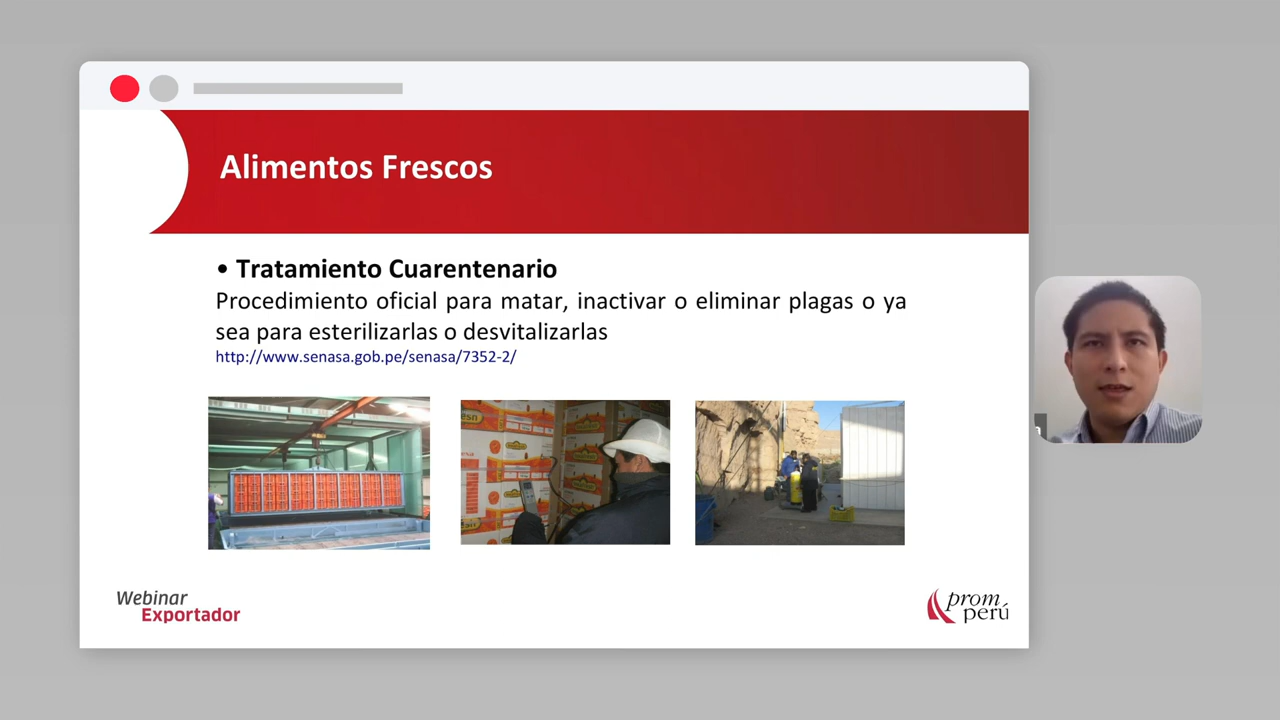 Alimentos Frescos
• Tratamiento Cuarentenario
Procedimiento oficial para matar, inactivar o eliminar plagas o ya
sea para esterilizarlas o desvitalizarlas
http://www.senasa.gob.pe/senasa/7352-2/
Webinar
Exportador
prom
perú